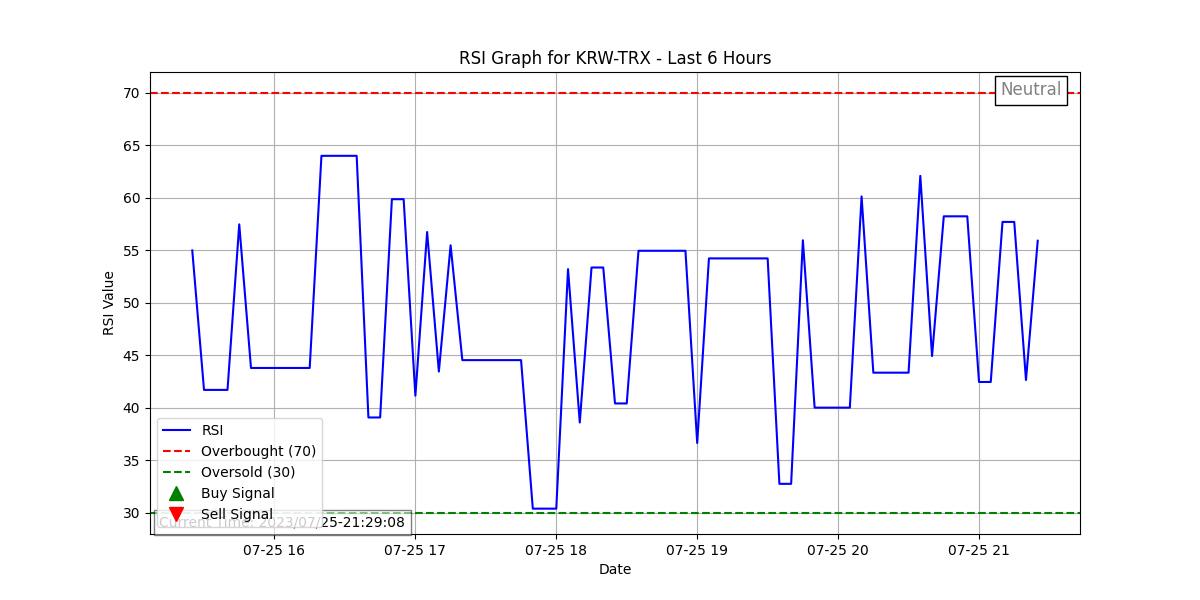 RSI Graph for KRW-TRX - Last 6 Hours
Neutral
70
65
60
55
50
45
40
35
30
RSI Value
RSI
Overbought (70)
Oversold (30)
Buy Signal
Sell Signal
Current Time: 2023/07/25-21:29:08
07-25 16
07-25 17
07-25 18
07-25 19
07-25 20
07-25 21
Date